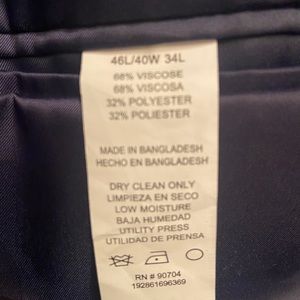 46L/40W 34L
68% VISCOSE
68% VISCOSA
32% POLYESTER
32% POLIESTER
MADE IN BANGLADESH
HECHO EN BANGLADESH
DRY CLEAN ONLY
LIMPIEZA EN SECO
LOW MOISTURE
BAJA HUMEDAD
UTILITY PRESS
UTILIDAD DE PRENSA
RN # 90704
192861696369